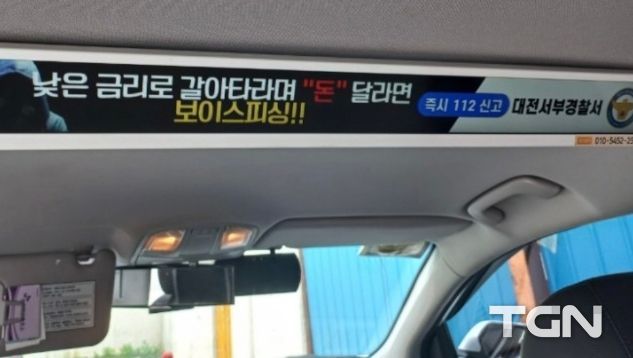 낮은 금리로 갈아타라며 "돈" 달라면
보이스피싱!!
즉시 112 신고
대전서부경찰서
TGN